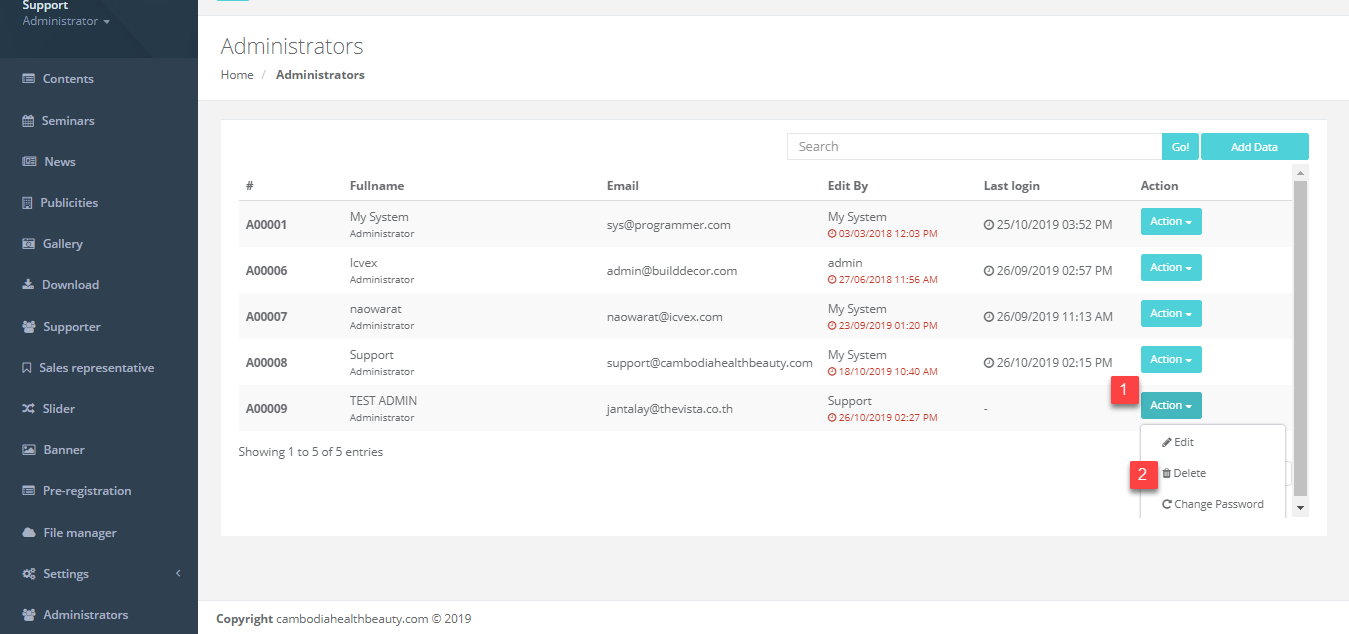 Support
Administrator
Contents
Seminars
News
Publicities
Gallery
Download
Supporter
Sales representative
Slider
Banner
Pre-registration
File manager
Settings
Administrators
Administrators
Home / Administrators
Search Go! Add Data
# Fullname Email Edit By Last login Action
A00001 My System Administrator sys@programmer.com My System 03/03/2018 12:03 PM 25/10/2019 03:52 PM Action
A00006 Icvex Administrator admin@builddecor.com admin 27/06/2018 11:56 AM 26/09/2019 02:57 PM Action
A00007 naowarat Administrator naowarat@icvex.com My System 23/09/2019 01:20 PM 26/09/2019 11:13 AM Action
A00008 Support Administrator support@cambodiahealthbeauty.com My System 18/10/2019 10:40 AM 26/10/2019 02:15 PM Action
1
A00009 TEST ADMIN Administrator jantalay@thevista.co.th Support 26/10/2019 02:27 PM - Action
Edit
2 Delete
Change Password
Showing 1 to 5 of 5 entries
Copyright cambodiahealthbeauty.com © 2019